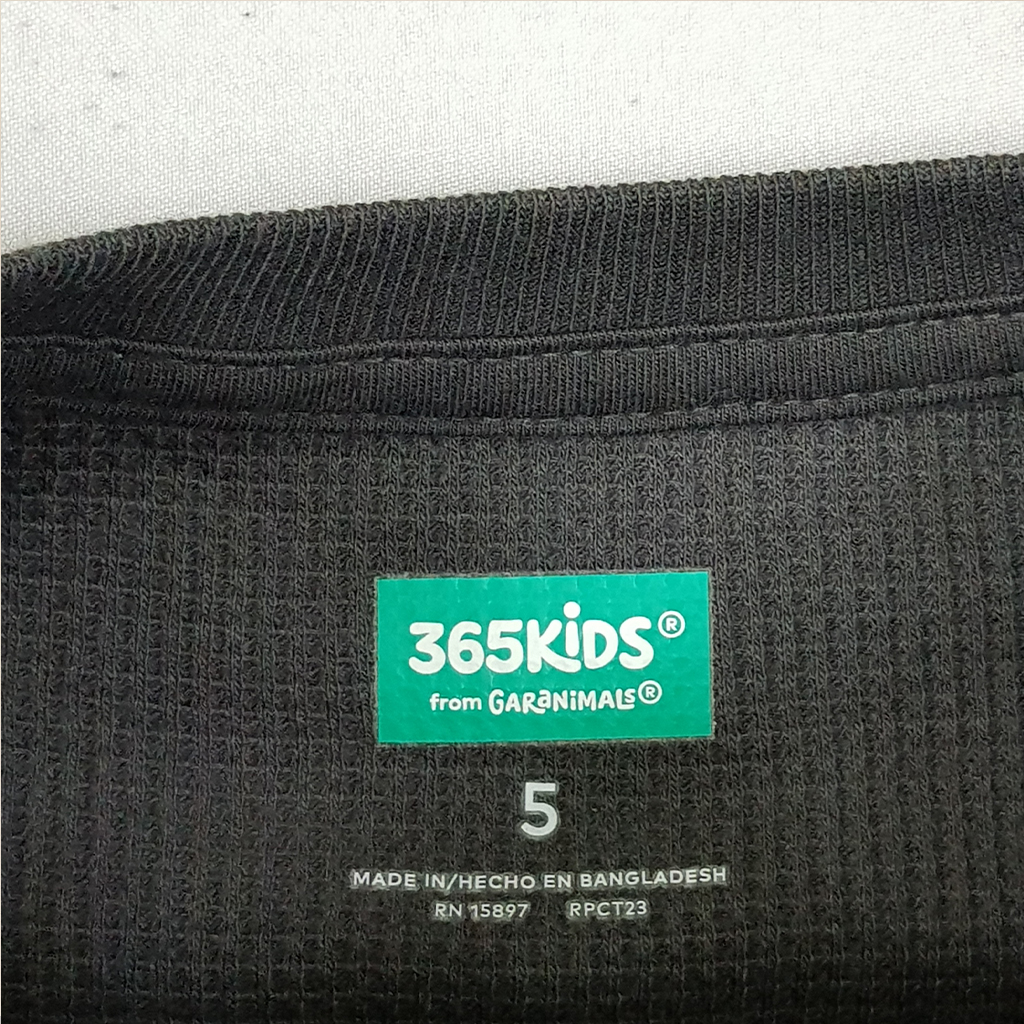 365KiDS®
from GARaNiMALS®
5
MADE IN/HECHO EN BANGLADESH
RN 15897 RPCT23